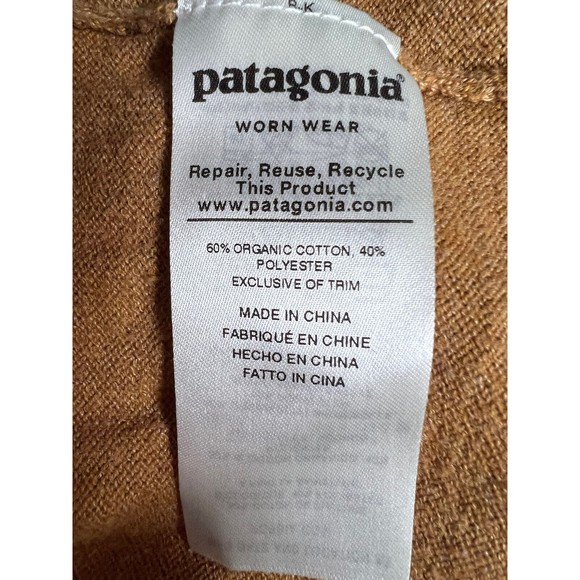 patagonia®
WORN WEAR
Repair, Reuse, Recycle
This Product
www.patagonia.com
60% ORGANIC COTTON, 40%
POLYESTER
EXCLUSIVE OF TRIM
MADE IN CHINA
FABRIQUÉ EN CHINE
HECHO EN CHINA
FATTO IN CINA